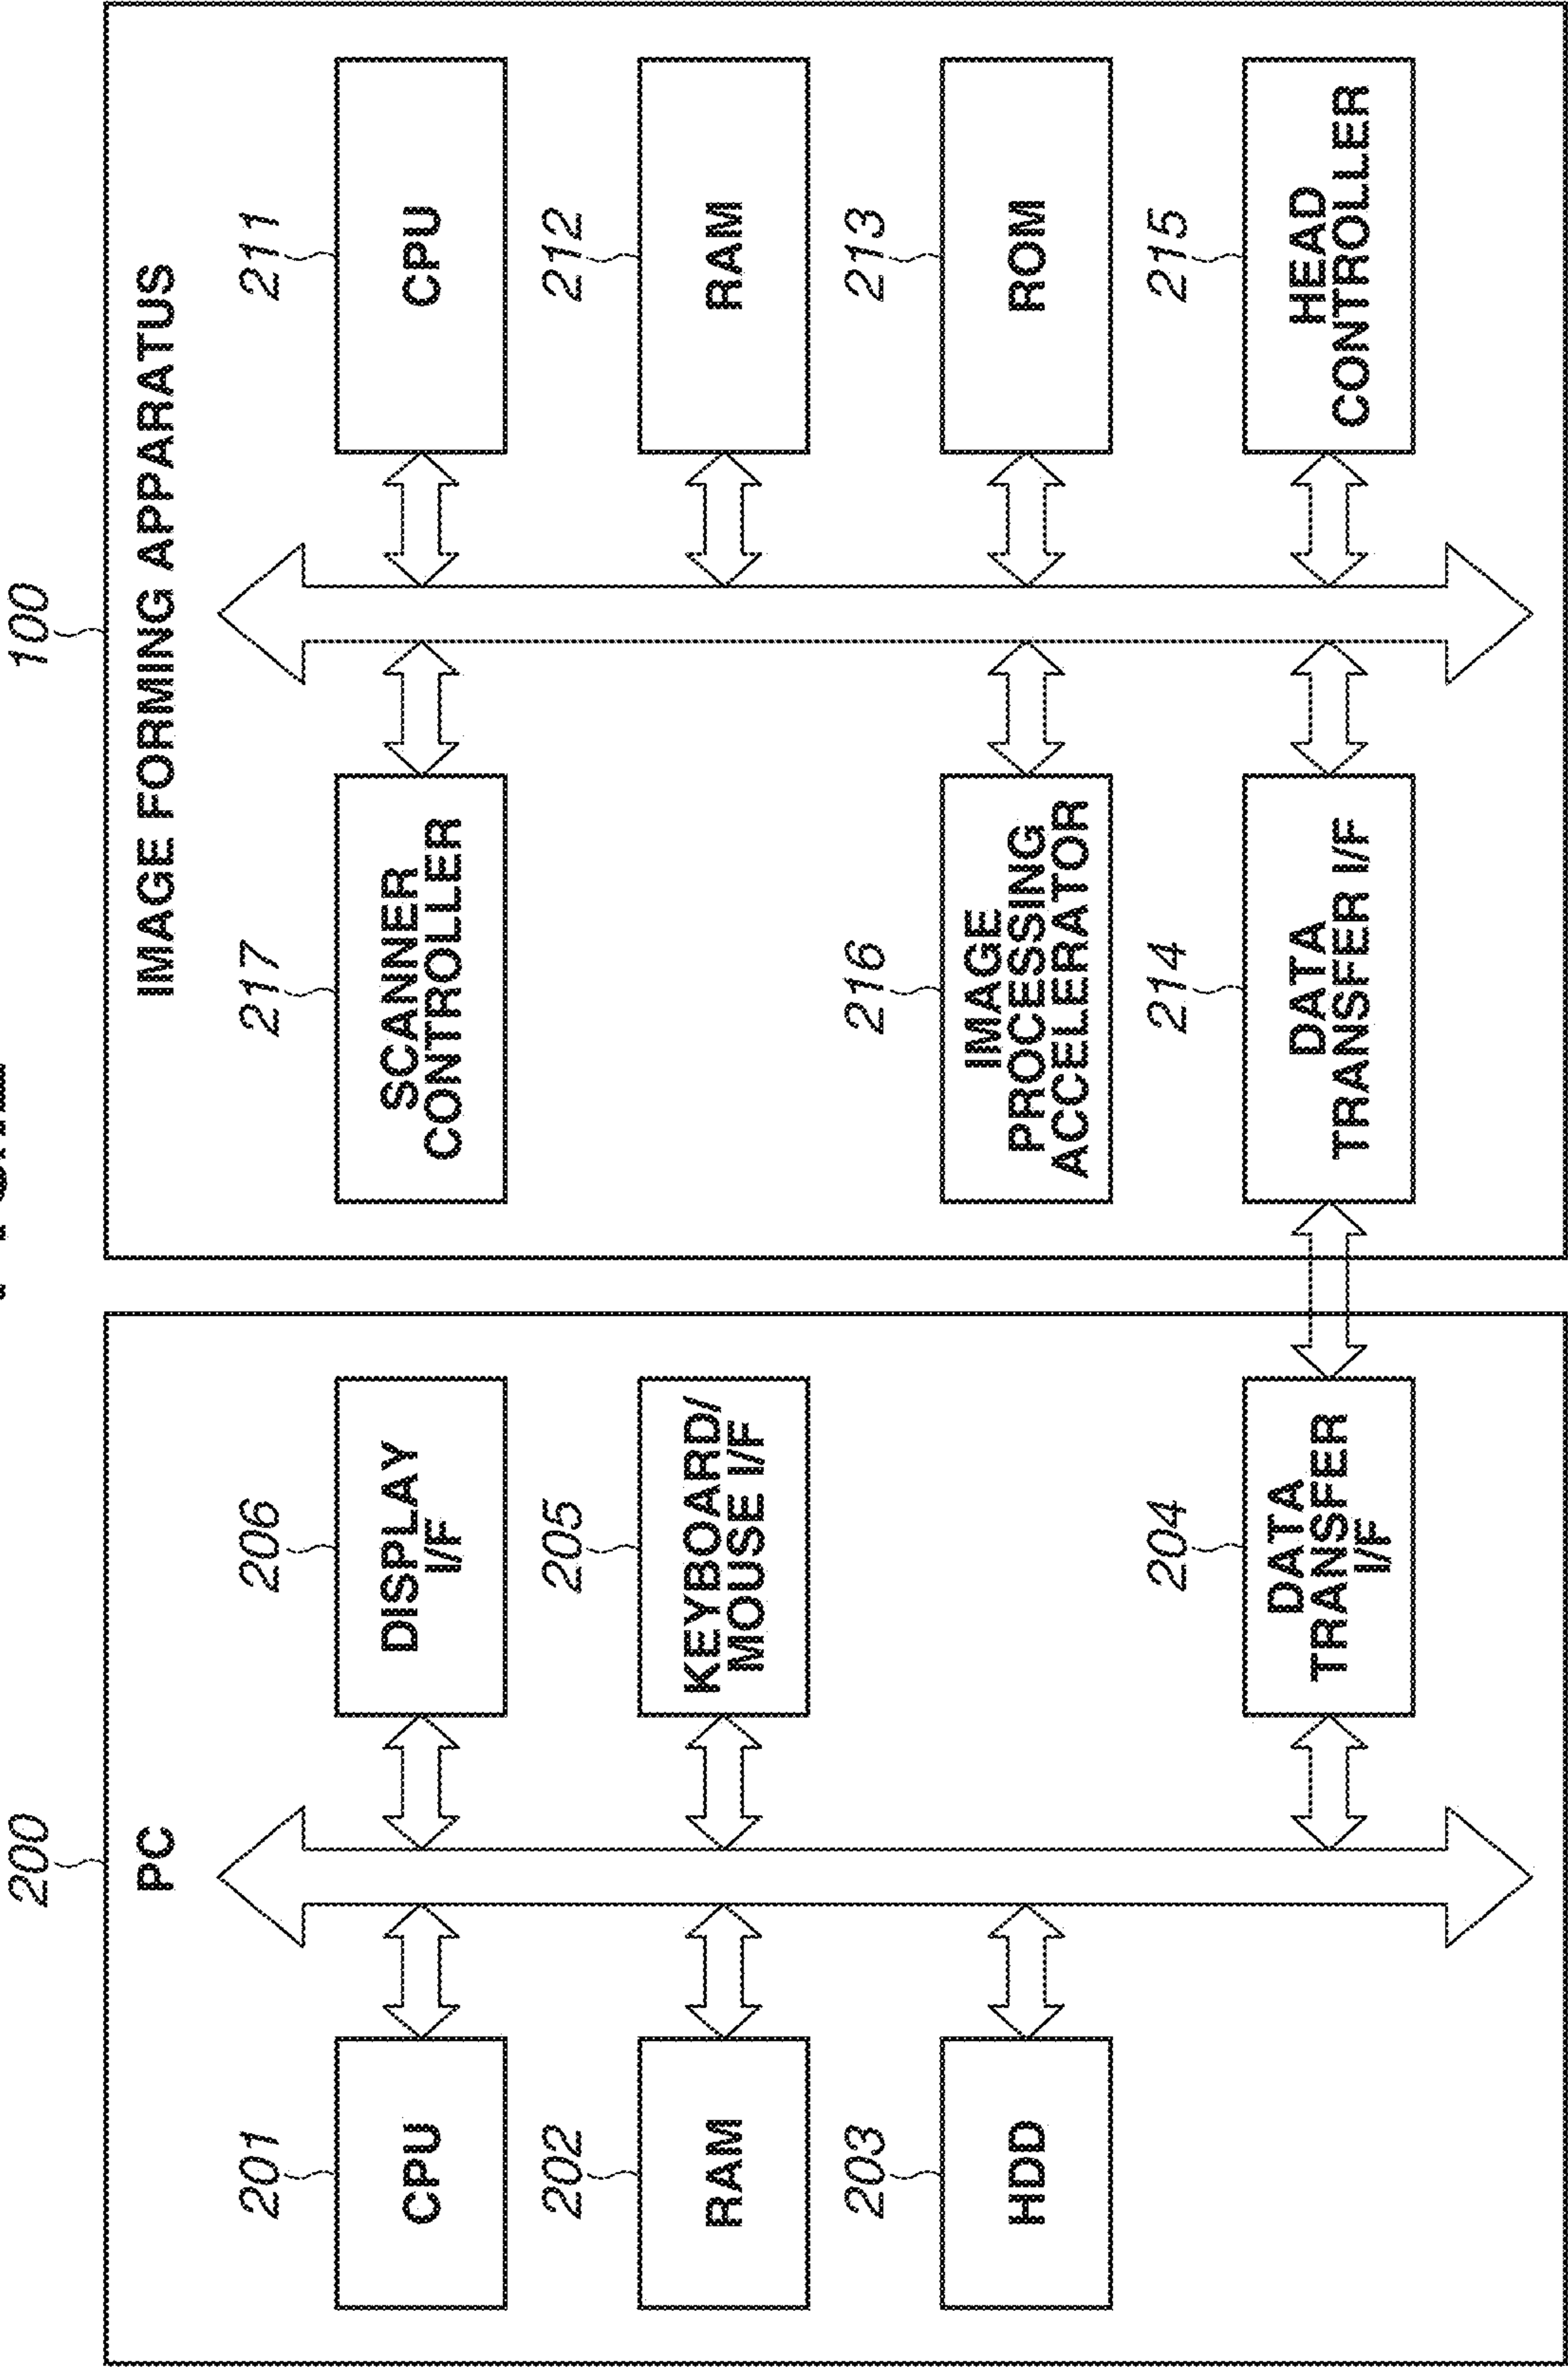 200
PC
201
CPU
202
RAM
203
HDD
206
DISPLAY
I/F
205
KEYBOARD/
MOUSE I/F
204
DATA
TRANSFER
I/F
100
IMAGE FORMING APPARATUS
217
SCANNER
CONTROLLER
216
IMAGE
PROCESSING
ACCELERATOR
214
DATA
TRANSFER I/F
211
CPU
212
RAM
213
ROM
215
HEAD
CONTROLLER